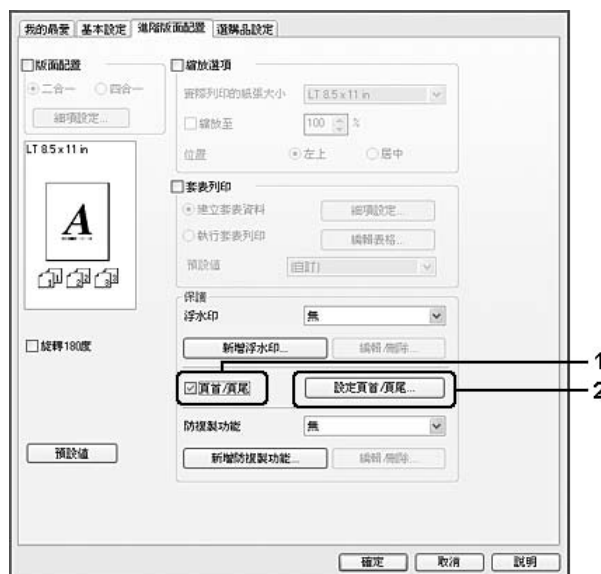 我的最愛 基本設定 進階版面配置 選購品設定
版面配置
二合一 四合一
細項設定...
LT 8.5 x 11 in
A
1 1 2 2 3 3
旋轉180度
預設值
縮放選項
實際列印的紙張大小 LT 8.5 x 11 in
縮放至 100 %
位置 左上 居中
套表列印
建立套表資料 細項設定...
執行套表列印 編輯表格...
預設值 (自訂)
保護
浮水印 無
新增浮水印... 編輯/刪除...
頁首/頁尾 設定頁首/頁尾...
防複製功能 無
新增防複製功能... 編輯/刪除...
1
2
確定 取消 說明